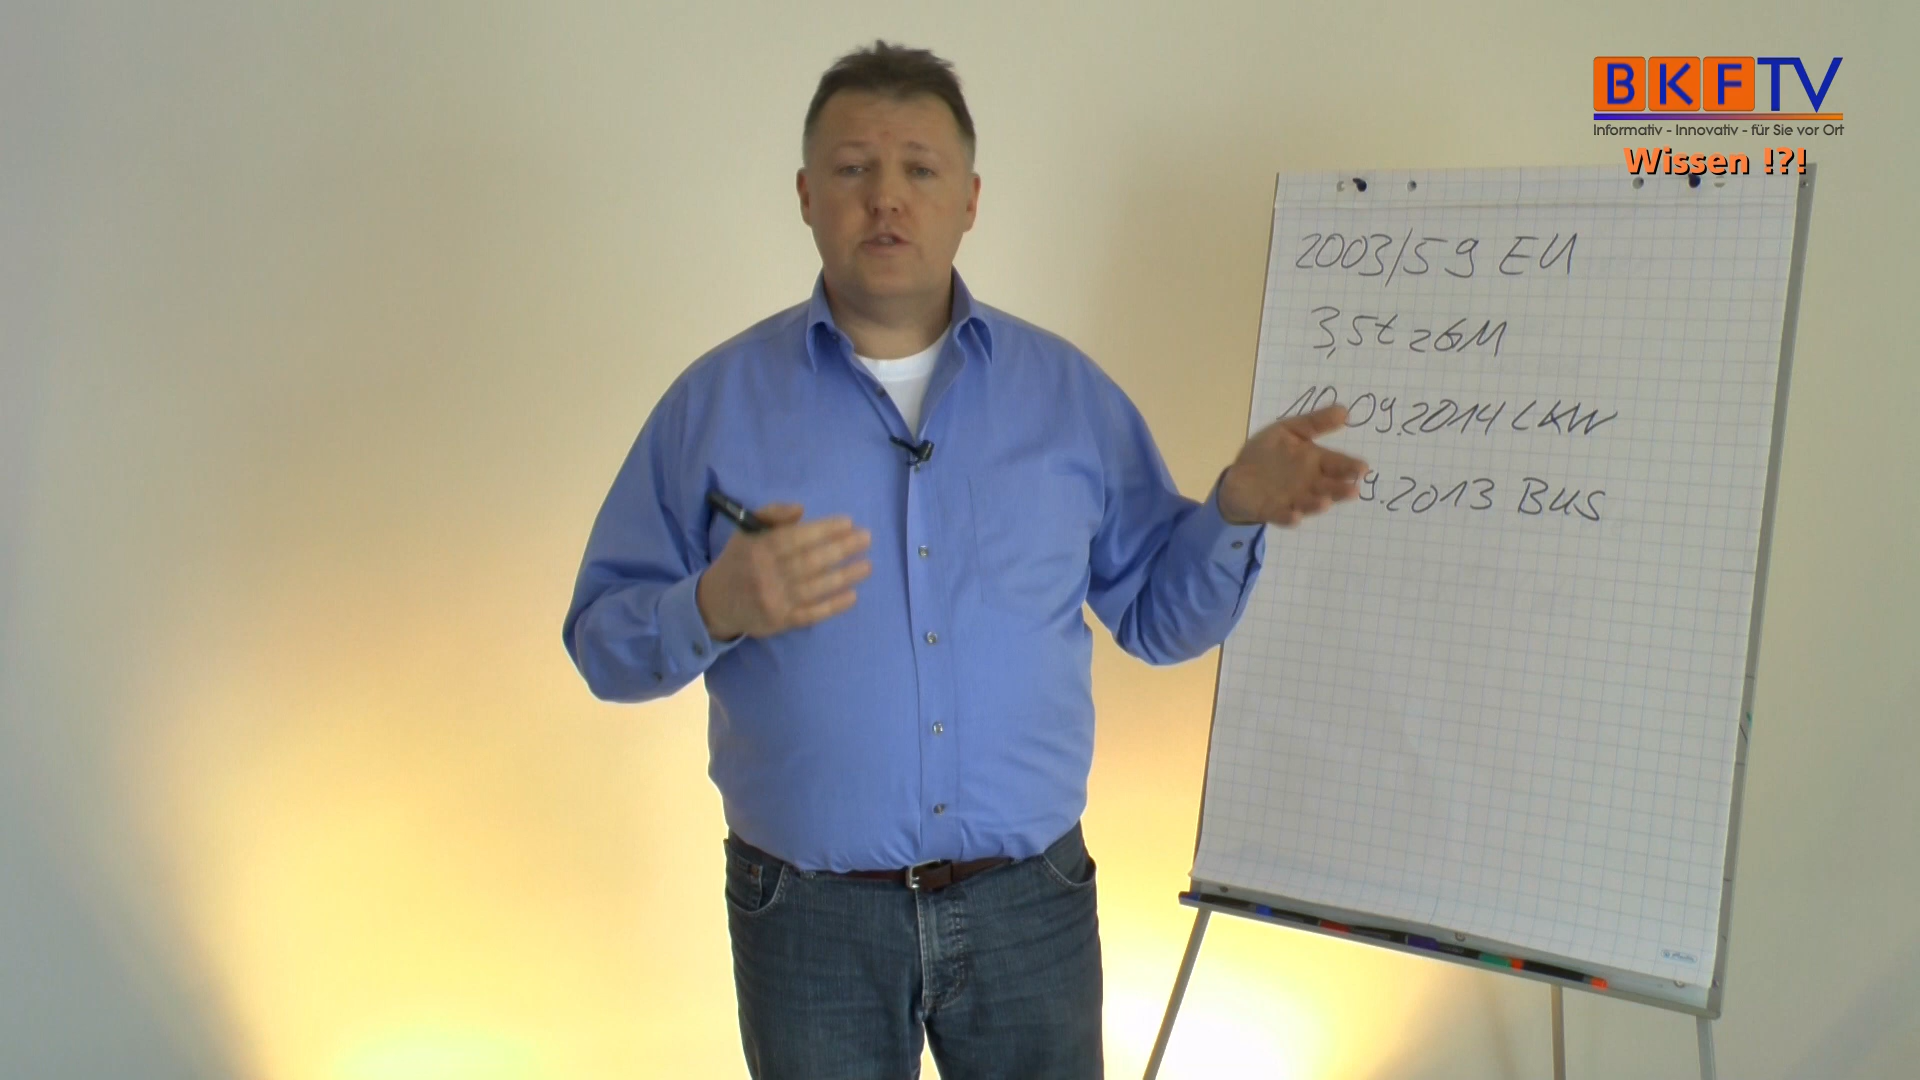 BKFTV
Informativ - Innovativ - für Sie vor Ort
Wissen !?!
2003/59 EU
3,5t zGM
10.09.2014 LKW
9.2013 BUS